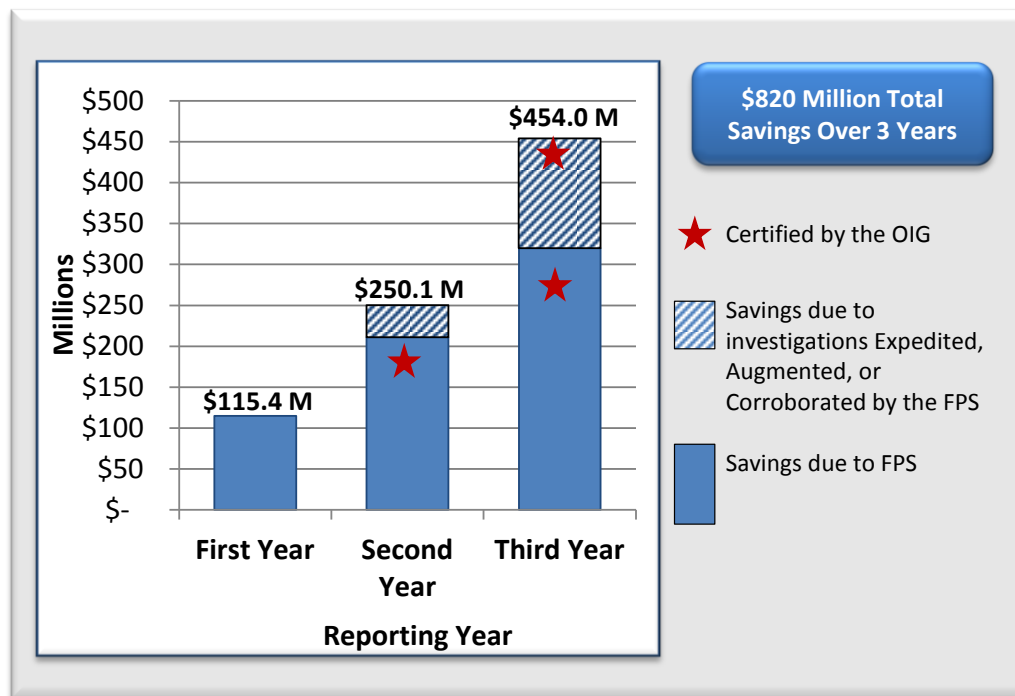 $500
$450
$400
$350
$300
$250
$200
$150
$100
$50
$-
Millions
$115.4 M
$250.1 M
$454.0 M
First Year
Second
Year
Third Year
Reporting Year
$820 Million Total
Savings Over 3 Years
Certified by the OIG
Savings due to
investigations Expedited,
Augmented, or
Corroborated by the FPS
Savings due to FPS